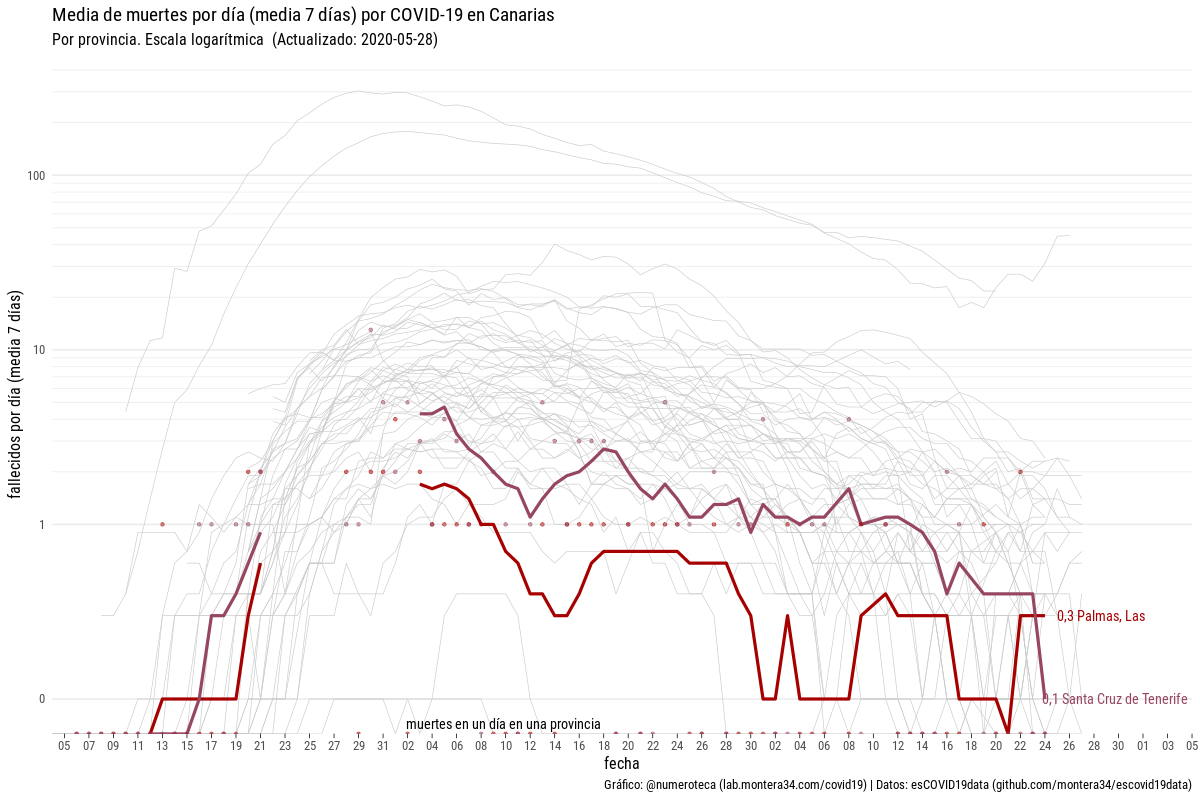 Media de muertes por día (media 7 días) por COVID-19 en Canarias
Por provincia. Escala logarítmica (Actualizado: 2020-05-28)
fallecidos por día (media 7 días)
100
10
1
0
0,3 Palmas, Las
0,1 Santa Cruz de Tenerife
muertes en un día en una provincia
05 07 09 11 13 15 17 19 21 23 25 27 29 31 02 04 06 08 10 12 14 16 18 20 22 24 26 28 30 02 04 06 08 10 12 14 16 18 20 22 24 26 28 30 01 03 05
fecha
Gráfico: @numeroteca (lab.montera34.com/covid19) | Datos: esCOVID19data (github.com/montera34/escovid19data)